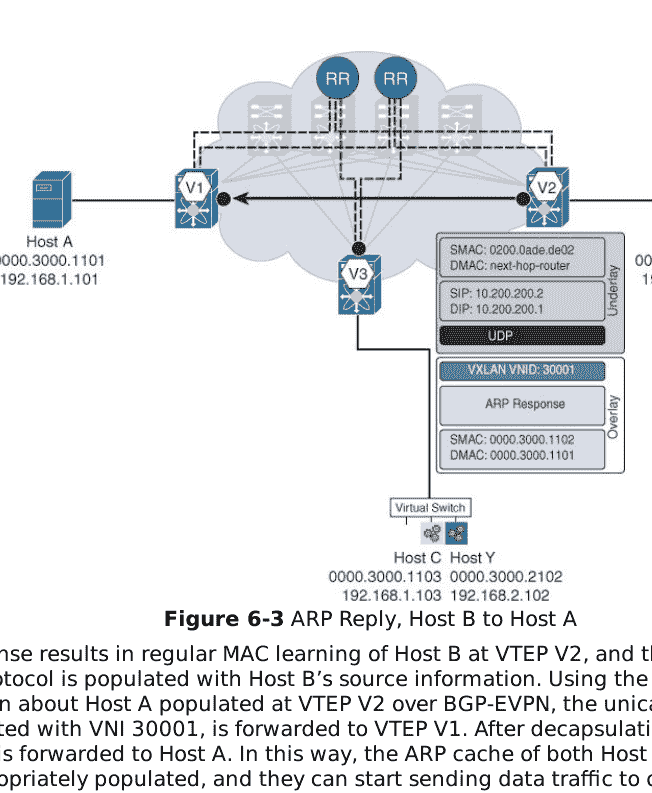 RR RR
V1 V2
Host A
0000.3000.1101
192.168.1.101
V3
SMAC: 0200.0ade.de02
DMAC: next-hop-router
SIP: 10.200.200.2
DIP: 10.200.200.1
UDP
Underlay
VXLAN VNID: 30001
ARP Response
SMAC: 0000.3000.1102
DMAC: 0000.3000.1101
Overlay
Virtual Switch
Host C Host Y
0000.3000.1103 0000.3000.2102
192.168.1.103 192.168.2.102
Figure 6-3 ARP Reply, Host B to Host A
nse results in regular MAC learning of Host B at VTEP V2, and th
otocol is populated with Host B’s source information. Using the
n about Host A populated at VTEP V2 over BGP-EVPN, the unica
ted with VNI 30001, is forwarded to VTEP V1. After decapsulati
is forwarded to Host A. In this way, the ARP cache of both Host
opriately populated, and they can start sending data traffic to